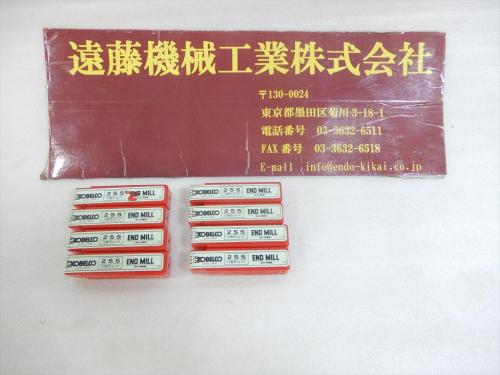 遠藤機械工業株式会社
〒130-0024
東京都墨田区菊川3-18-1
電話番号 03-3632-6511
FAX番号 03-3632-6518
E-mail info@endo-kikai.co.jp
KOBELCO 2SS END MILL
KOBELCO 2SS END MILL
KOBELCO 2SS END MILL
KOBELCO 2SS END MILL
KOBELCO 2SS END MILL
KOBELCO 2SS END MILL
KOBELCO 2SS END MILL
KOBELCO 2SS END MILL